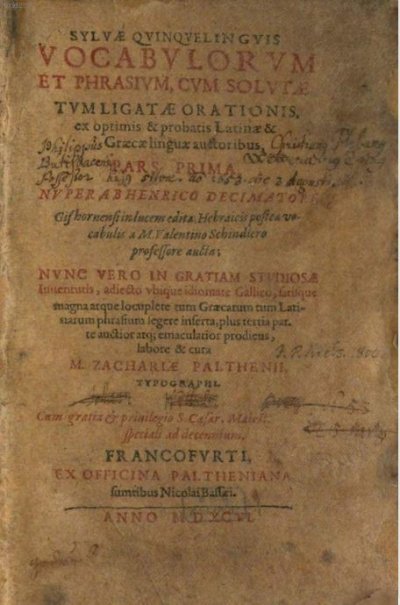 SYLVÆ QVINQVELINGVIS
VOCABVLORVM
ET PHRASIVM, CVM SOLVTÆ
TVM LIGATÆ ORATIONIS,
ex optimis & probatis Latinæ &
Græcæ linguæ auctoribus,
PARS PRIMA
NVPER AB HENRICO DECIMATORE
Gifhornensi in lucem edita: Hebraicis postea vo-
cabulis a M. Valentino Schindlero
professore aucta;
NVNC VERO IN GRATIAM STVDIOSÆ
Iuuentutis, adiecto vbique idiomate Gallico,
magna atque locuplete tum Græcarum tum Lati-
narum phrasium segete inserta, plus tertia par-
te auctior atq; emaculatior prodiens,
labore & cura
M. ZACHARIÆ PALTHENII,
TYPOGRAPHI.
Cum gratia & priuilegio S. Cæsar. Maiest.
speciali ad decennium.
FRANCOFVRTI,
EX OFFICINA PALTHENIANA
sumtibus Nicolai Bassæi.
ANNO M. D. XCVI.